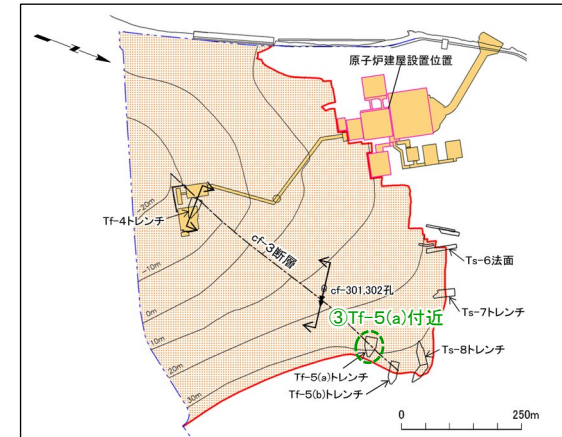 原子炉建屋設置位置
-20m
Tf-4トレンチ
-10m
cf-3断層
Ts-6法面
cf-301,302孔
0m
Ts-7トレンチ
③Tf-5(a)付近
10m
Ts-8トレンチ
20m
Tf-5(a)トレンチ
30m
Tf-5(b)トレンチ
0 250m